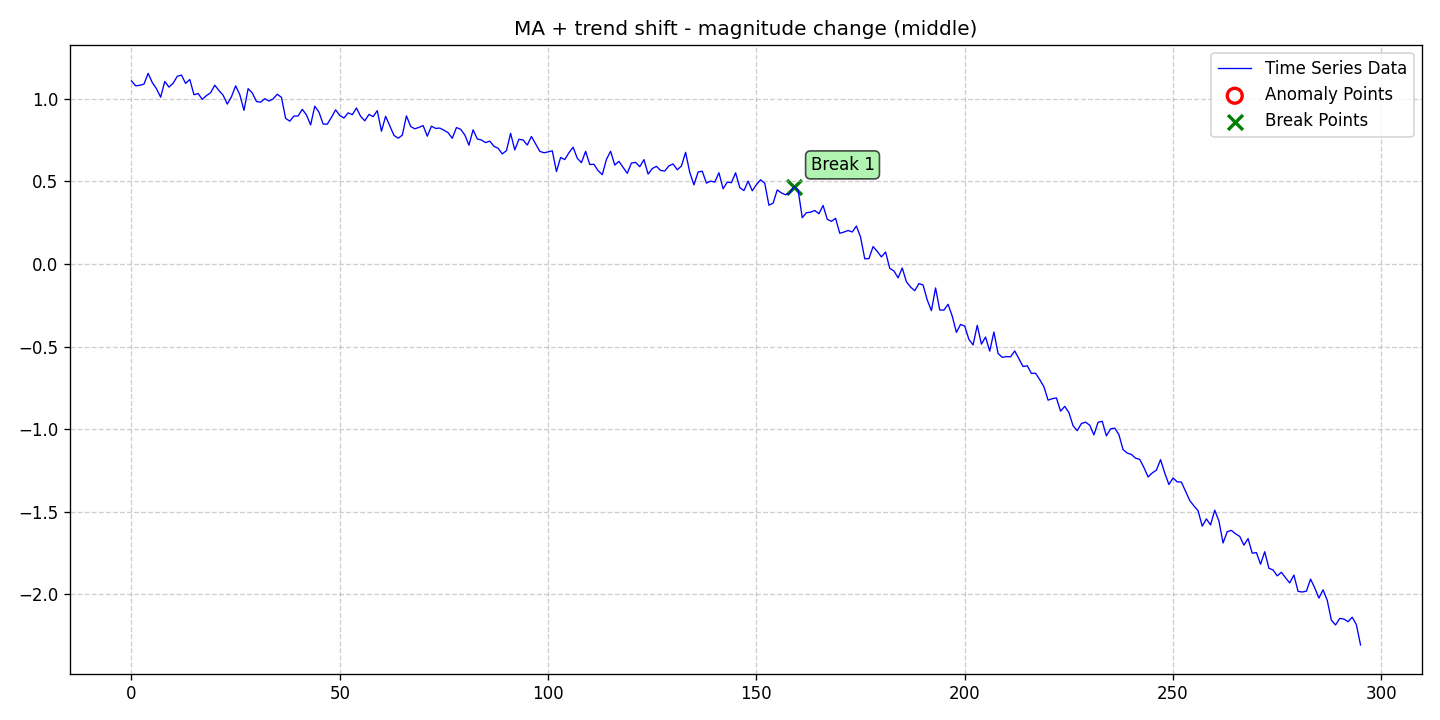 MA + trend shift - magnitude change (middle)
Time Series Data
Anomaly Points
Break Points
Break 1
1.0
0.5
0.0
−0.5
−1.0
−1.5
−2.0
0 50 100 150 200 250 300